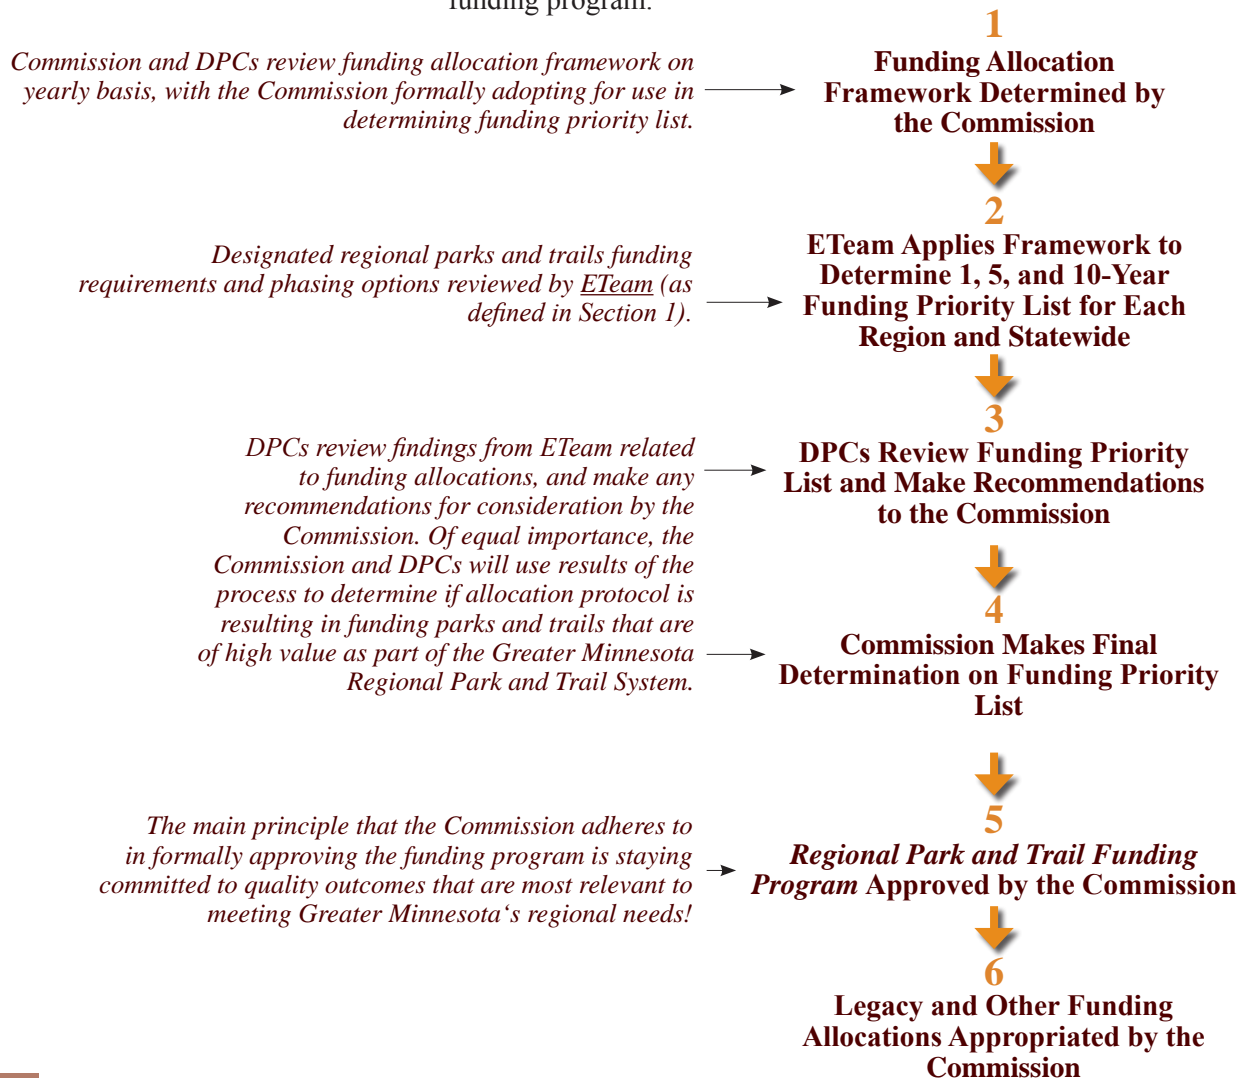 funding program.
1
Commission and DPCs review funding allocation framework on
yearly basis, with the Commission formally adopting for use in
determining funding priority list.
Funding Allocation
Framework Determined by
the Commission
2
Designated regional parks and trails funding
requirements and phasing options reviewed by ETeam (as
defined in Section 1).
ETeam Applies Framework to
Determine 1, 5, and 10-Year
Funding Priority List for Each
Region and Statewide
3
DPCs review findings from ETeam related
to funding allocations, and make any
recommendations for consideration by the
Commission. Of equal importance, the
Commission and DPCs will use results of the
process to determine if allocation protocol is
resulting in funding parks and trails that are
of high value as part of the Greater Minnesota
Regional Park and Trail System.
DPCs Review Funding Priority
List and Make Recommendations
to the Commission
4
Commission Makes Final
Determination on Funding Priority
List
5
The main principle that the Commission adheres to
in formally approving the funding program is staying
committed to quality outcomes that are most relevant to
meeting Greater Minnesota‘s regional needs!
Regional Park and Trail Funding
Program Approved by the Commission
6
Legacy and Other Funding
Allocations Appropriated by the
Commission